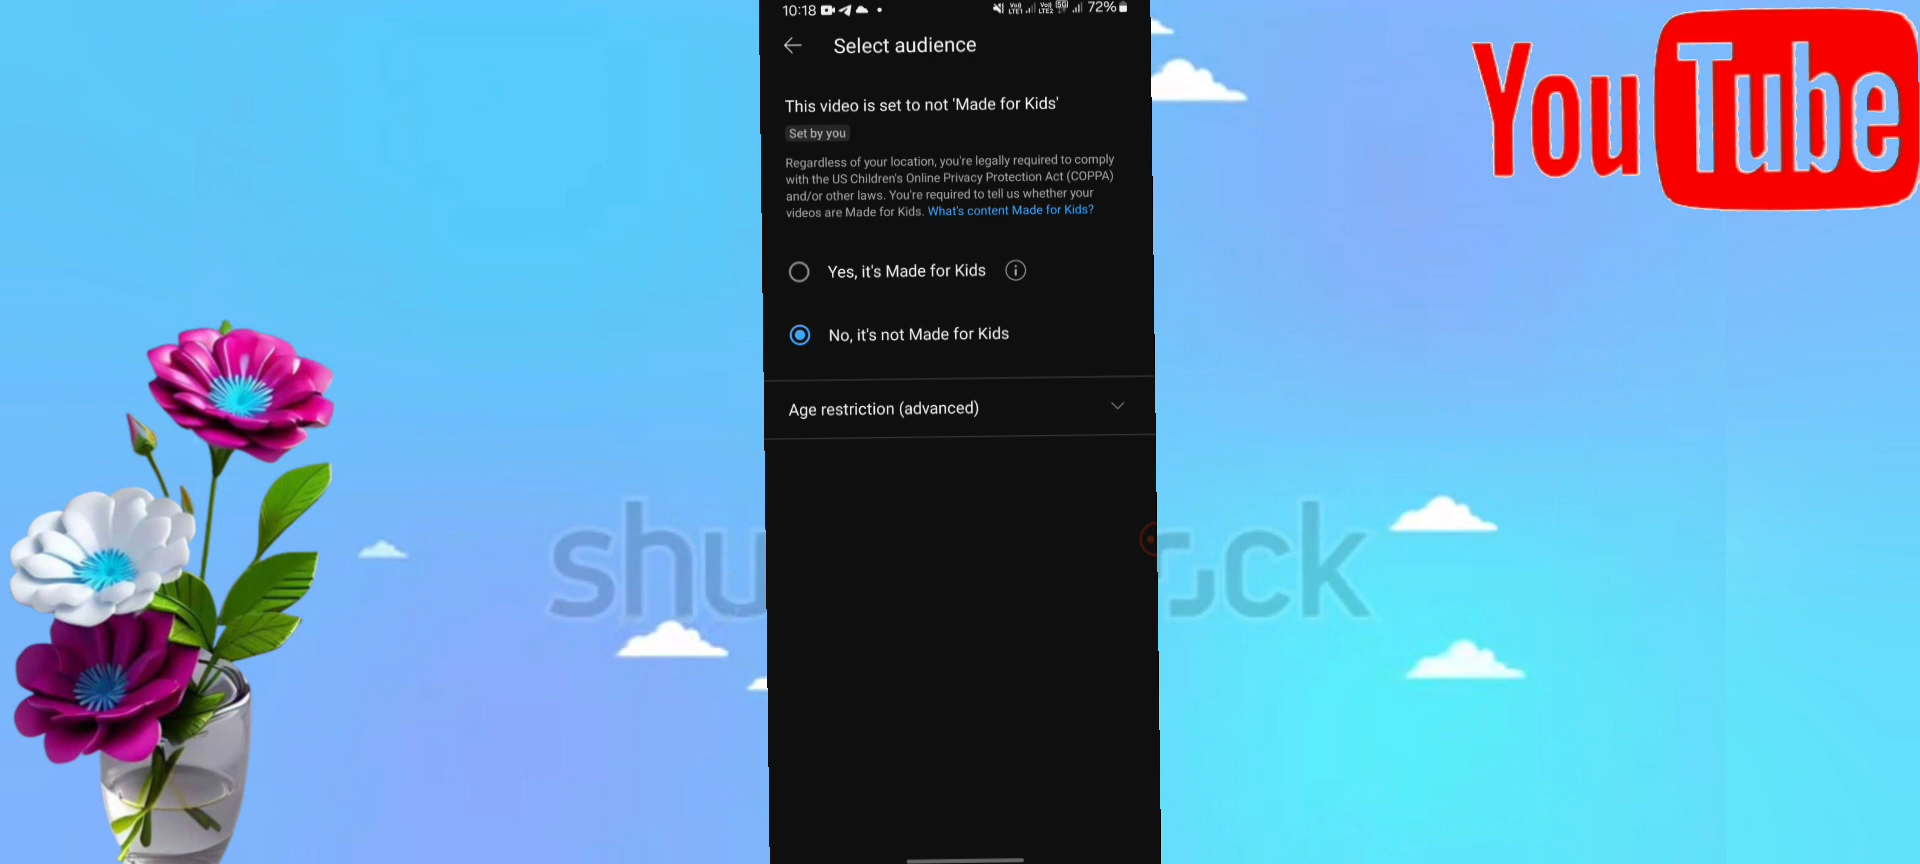 10:18
72%
Select audience
This video is set to not 'Made for Kids'
Set by you
Regardless of your location, you're legally required to comply
with the US Children's Online Privacy Protection Act (COPPA)
and/or other laws. You're required to tell us whether your
videos are Made for Kids. What's content Made for Kids?
Yes, it's Made for Kids
No, it's not Made for Kids
Age restriction (advanced)
YouTube
shu
ck